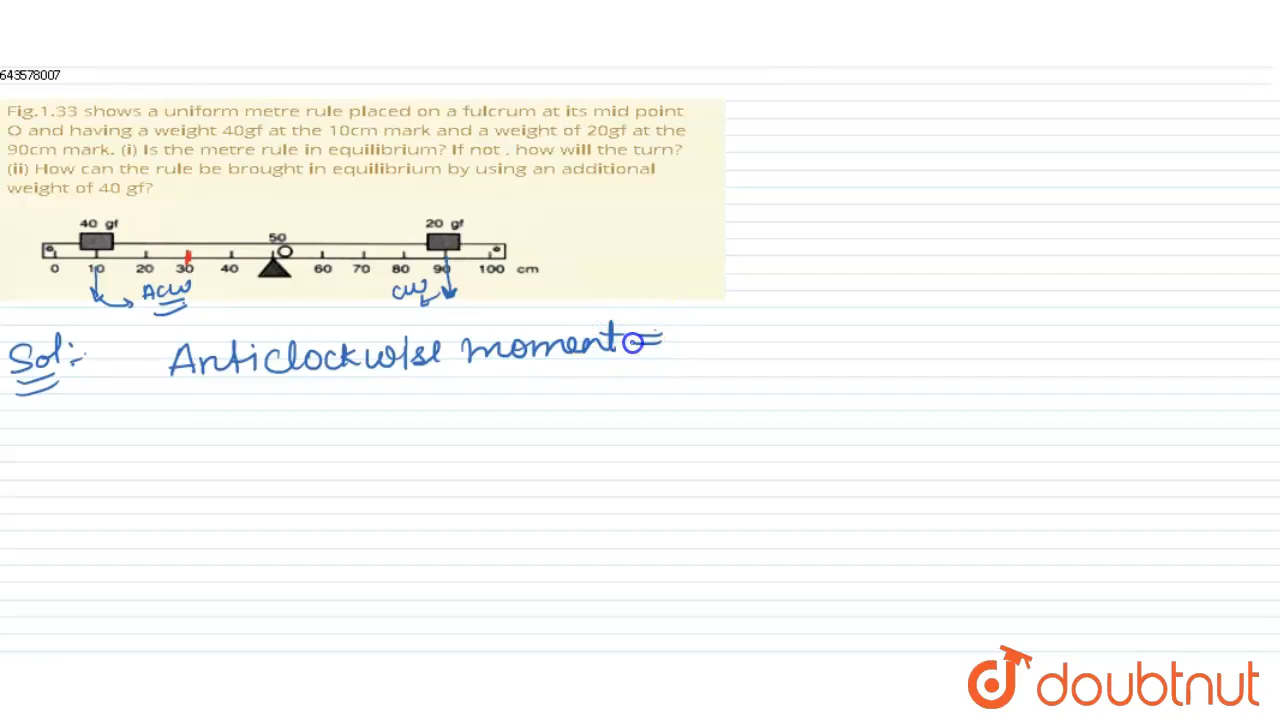 643578007
Fig.1.33 shows a uniform metre rule placed on a fulcrum at its mid point
O and having a weight 40gf at the 10cm mark and a weight of 20gf at the
90cm mark. (i) Is the metre rule in equilibrium? If not . how will the turn?
(ii) How can the rule be brought in equilibrium by using an additional
weight of 40 gf?
40 gf 50 20 gf
0 10 20 30 40 60 70 80 90 100 cm
ACW CW
Sol:- Anticlockwise moment =
doubtnut